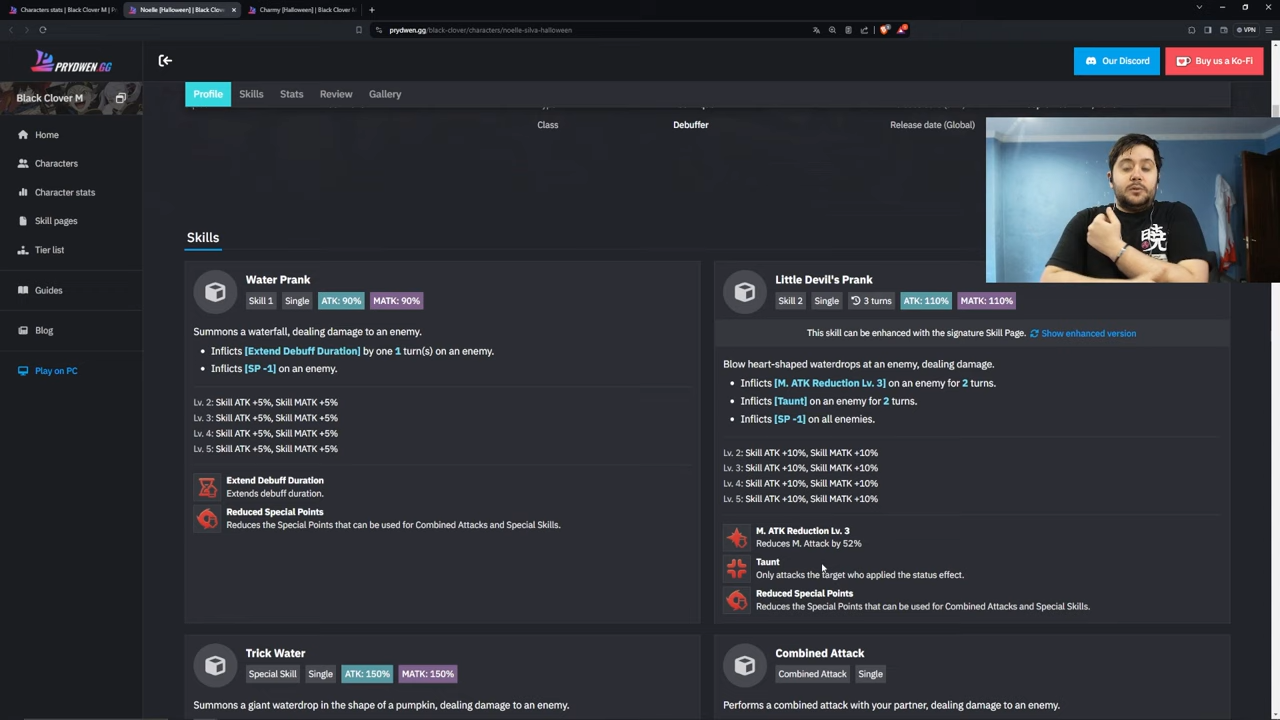 Characters stats | Black Clover M | P
Noelle [Halloween] | Black Clov
Charmy [Halloween] | Black Clover
prydwen.gg/black-clover/characters/noelle-silva-halloween
VPN
PRYDWEN.GG
Our Discord
Buy us a Ko-Fi
Black Clover M
Profile
Skills
Stats
Review
Gallery
Class
Debuffer
Release date (Global)
Home
Characters
Character stats
Skill pages
Tier list
Guides
Blog
Play on PC
Skills
Water Prank
Skill 1
Single
ATK: 90%
MATK: 90%
Summons a waterfall, dealing damage to an enemy.
Inflicts [Extend Debuff Duration] by one 1 turn(s) on an enemy.
Inflicts [SP -1] on an enemy.
Lv. 2: Skill ATK +5%, Skill MATK +5%
Lv. 3: Skill ATK +5%, Skill MATK +5%
Lv. 4: Skill ATK +5%, Skill MATK +5%
Lv. 5: Skill ATK +5%, Skill MATK +5%
Extend Debuff Duration
Extends debuff duration.
Reduced Special Points
Reduces the Special Points that can be used for Combined Attacks and Special Skills.
Little Devil's Prank
Skill 2
Single
3 turns
ATK: 110%
MATK: 110%
This skill can be enhanced with the signature Skill Page. Show enhanced version
Blow heart-shaped waterdrops at an enemy, dealing damage.
Inflicts [M. ATK Reduction Lv. 3] on an enemy for 2 turns.
Inflicts [Taunt] on an enemy for 2 turns.
Inflicts [SP -1] on all enemies.
Lv. 2: Skill ATK +10%, Skill MATK +10%
Lv. 3: Skill ATK +10%, Skill MATK +10%
Lv. 4: Skill ATK +10%, Skill MATK +10%
Lv. 5: Skill ATK +10%, Skill MATK +10%
M. ATK Reduction Lv. 3
Reduces M. Attack by 52%
Taunt
Only attacks the target who applied the status effect.
Reduced Special Points
Reduces the Special Points that can be used for Combined Attacks and Special Skills.
Trick Water
Special Skill
Single
ATK: 150%
MATK: 150%
Summons a giant waterdrop in the shape of a pumpkin, dealing damage to an enemy.
Combined Attack
Combined Attack
Single
Performs a combined attack with your partner, dealing damage to an enemy.
暁